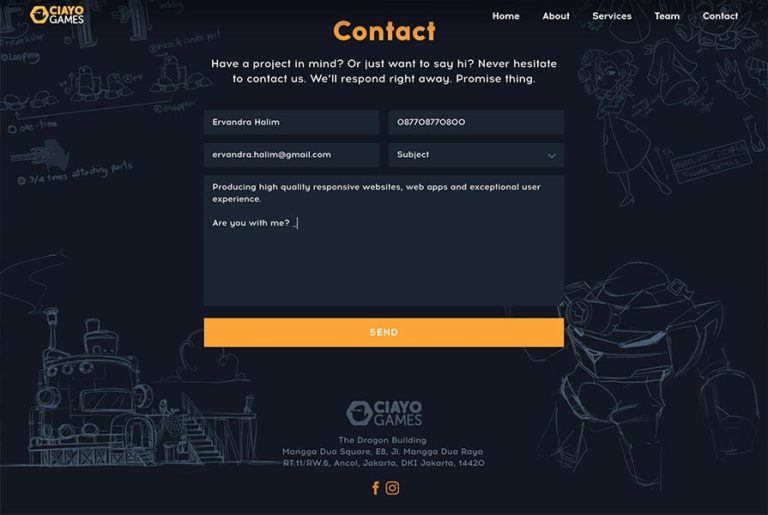 CIAYO
GAMES
Home About Services Team Contact
Contact
Have a project in mind? Or just want to say hi? Never hesitate
to contact us. We'll respond right away. Promise thing.
Ervandra Halim
087708770800
ervandra.halim@gmail.com
Subject
Producing high quality responsive websites, web apps and exceptional user
experience.
Are you with me? _
SEND
looping
disappear
one-time
3/4 times attaching parts
CIAYO
GAMES
The Dragon Building
Mangga Dua Square, E8, Jl. Mangga Dua Raya
RT.11/RW.6, Ancol, Jakarta, DKI Jakarta, 14420